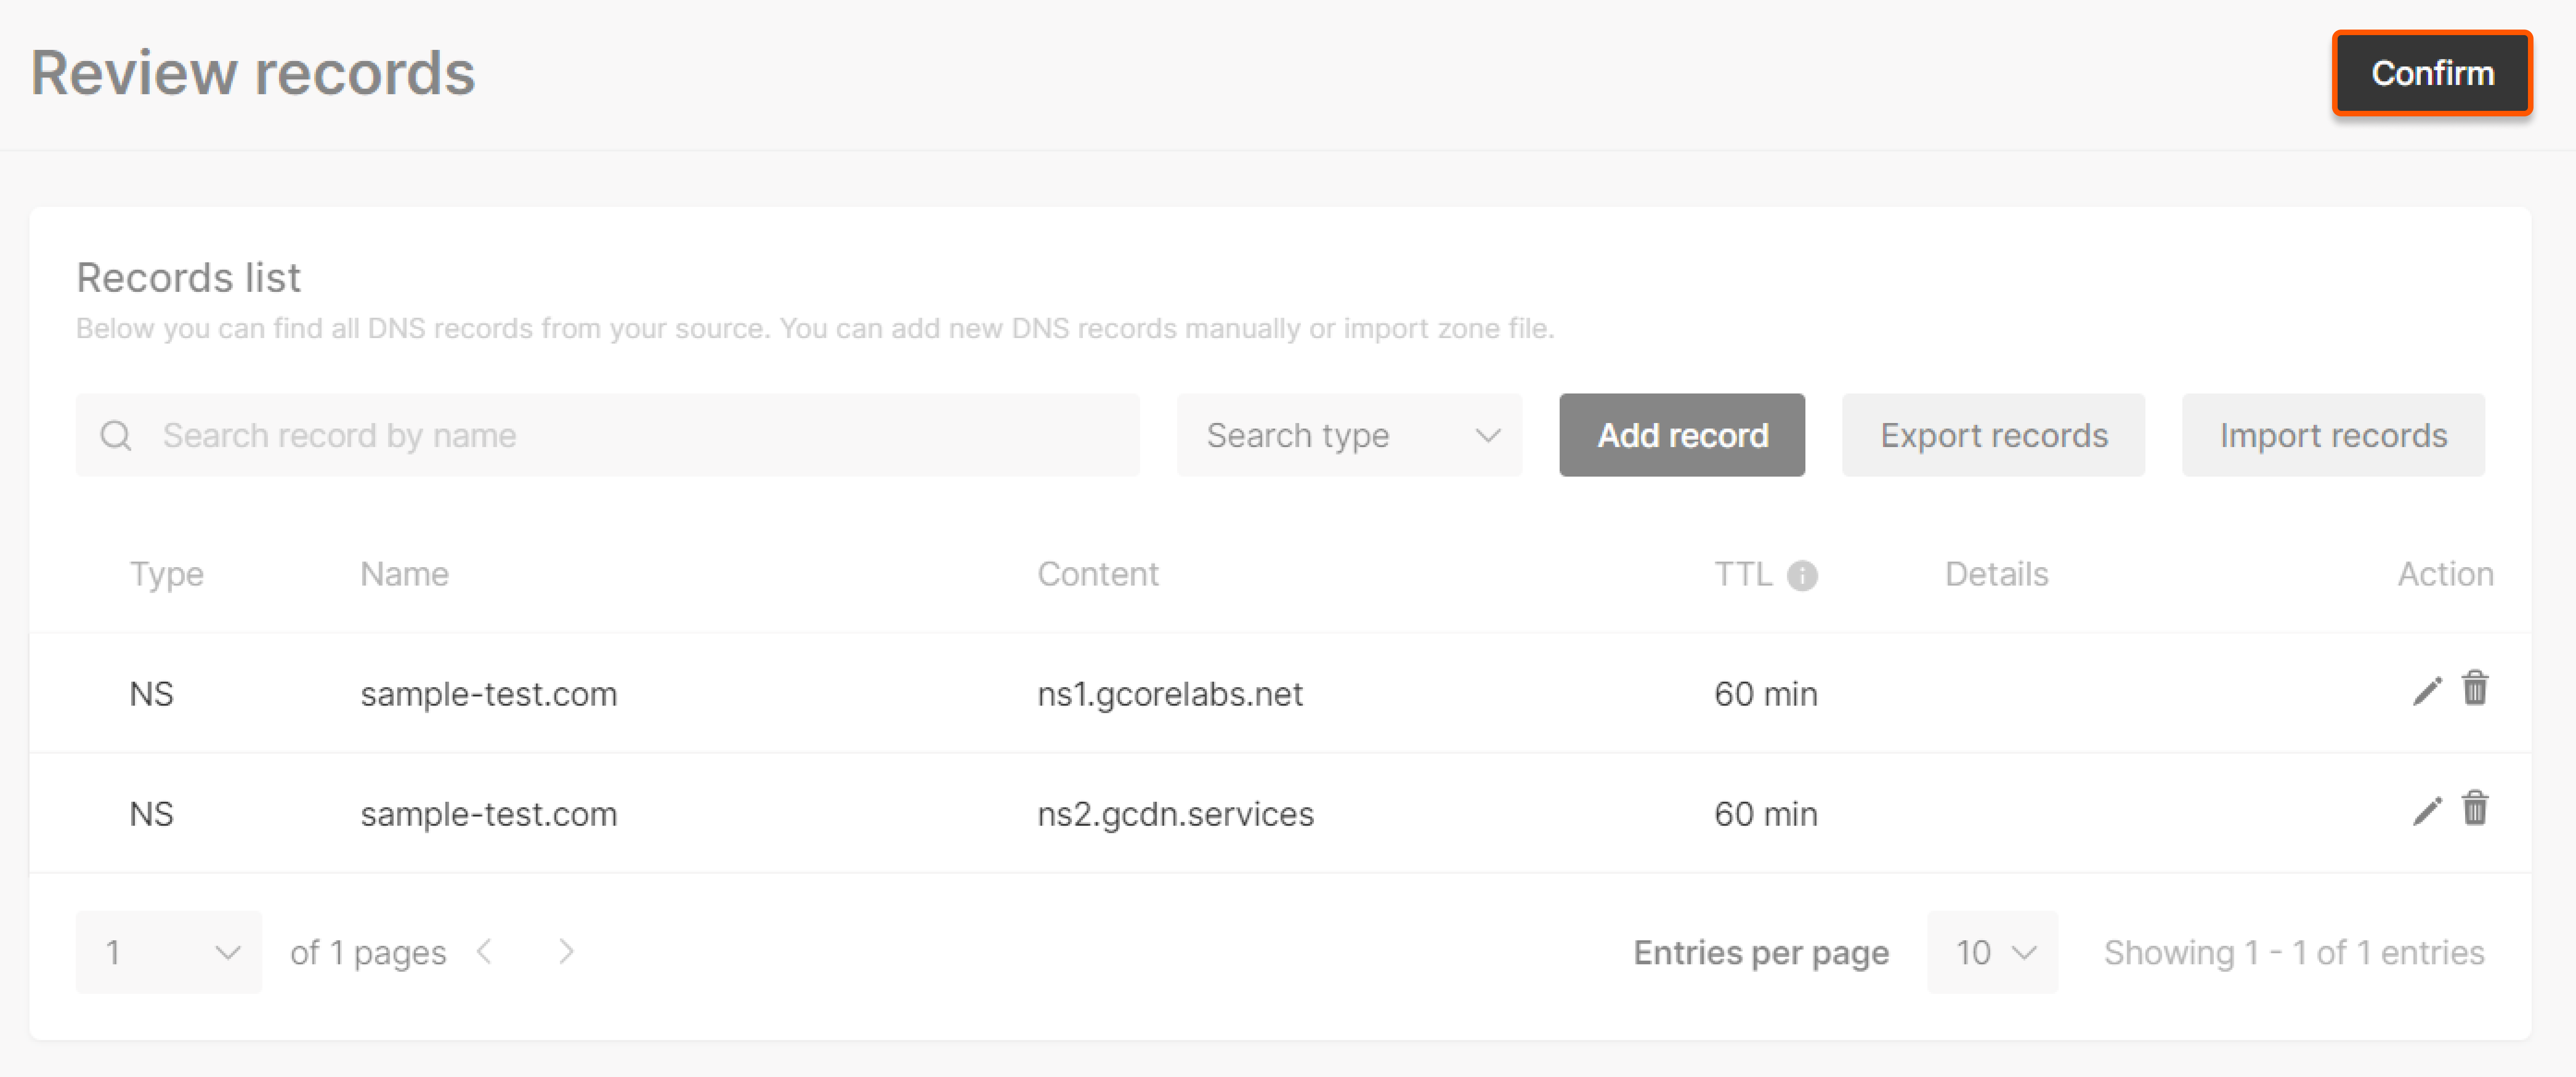 Review records
Confirm
Records list
Below you can find all DNS records from your source. You can add new DNS records manually or import zone file.
Search record by name
Search type
Add record
Export records
Import records
Type Name Content TTL Details Action
NS sample-test.com ns1.gcorelabs.net 60 min
NS sample-test.com ns2.gcdn.services 60 min
1 of 1 pages Entries per page 10 Showing 1 - 1 of 1 entries